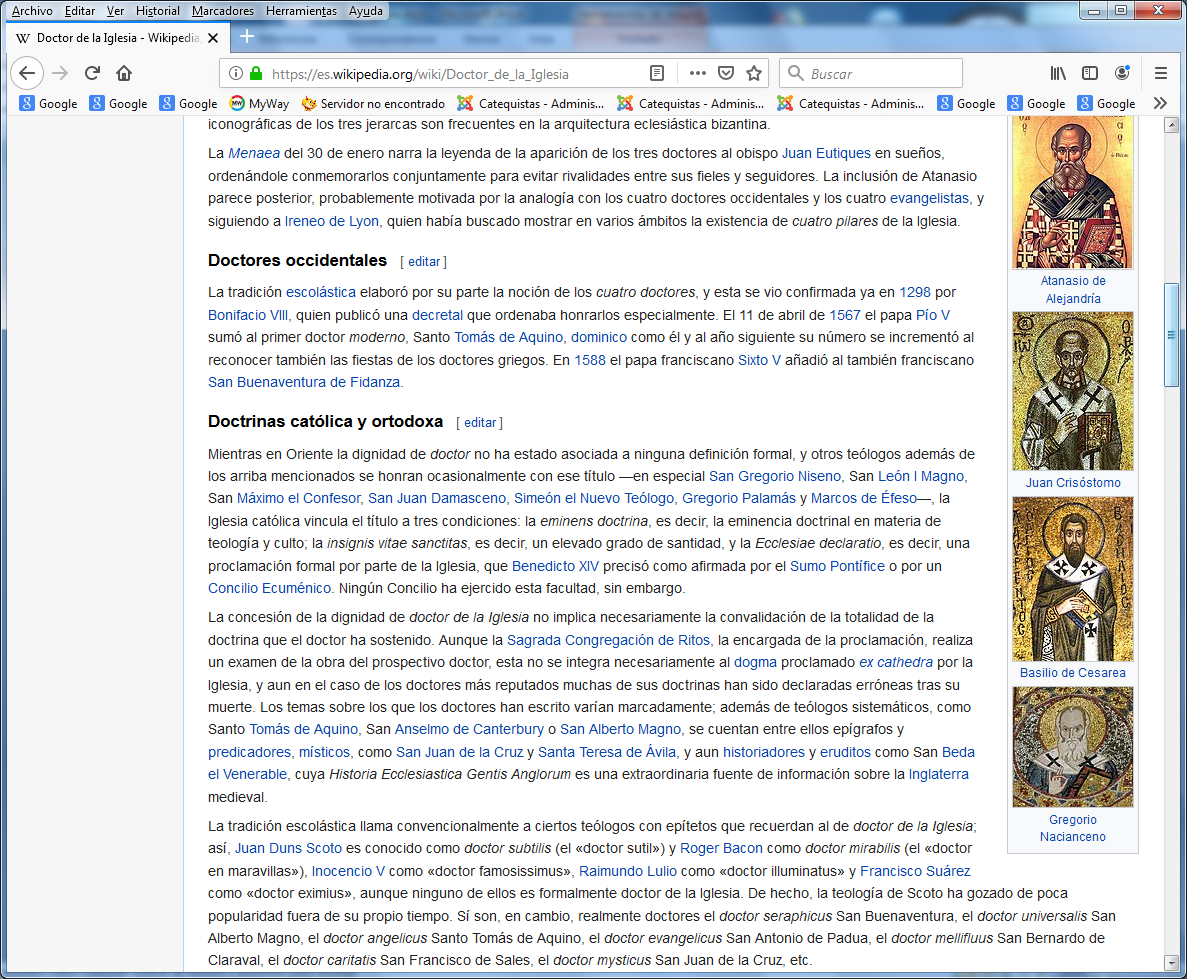 Archivo Editar Ver Historial Marcadores Herramientas Ayuda
Doctor de la Iglesia - Wikipedia,
https://es.wikipedia.org/wiki/Doctor_de_la_Iglesia
Buscar
Google Google Google MyWay Servidor no encontrado Catequistas - Adminis... Catequistas - Adminis... Catequistas - Adminis... Google Google Google
iconográficas de los tres jerarcas son frecuentes en la arquitectura eclesiástica bizantina.
La Menaea del 30 de enero narra la leyenda de la aparición de los tres doctores al obispo Juan Eutiques en sueños,
ordenándole conmemorarlos conjuntamente para evitar rivalidades entre sus fieles y seguidores. La inclusión de Atanasio
parece posterior, probablemente motivada por la analogía con los cuatro doctores occidentales y los cuatro evangelistas, y
siguiendo a Ireneo de Lyon, quien había buscado mostrar en varios ámbitos la existencia de cuatro pilares de la Iglesia.
Doctores occidentales [ editar ]
La tradición escolástica elaboró por su parte la noción de los cuatro doctores, y esta se vio confirmada ya en 1298 por
Bonifacio VIII, quien publicó una decretal que ordenaba honrarlos especialmente. El 11 de abril de 1567 el papa Pío V
sumó al primer doctor moderno, Santo Tomás de Aquino, dominico como él y al año siguiente su número se incrementó al
reconocer también las fiestas de los doctores griegos. En 1588 el papa franciscano Sixto V añadió al también franciscano
San Buenaventura de Fidanza.
Doctrinas católica y ortodoxa [ editar ]
Mientras en Oriente la dignidad de doctor no ha estado asociada a ninguna definición formal, y otros teólogos además de
los arriba mencionados se honran ocasionalmente con ese título —en especial San Gregorio Niseno, San León I Magno,
San Máximo el Confesor, San Juan Damasceno, Simeón el Nuevo Teólogo, Gregorio Palamás y Marcos de Éfeso—, la
Iglesia católica vincula el título a tres condiciones: la eminens doctrina, es decir, la eminencia doctrinal en materia de
teología y culto; la insignis vitae sanctitas, es decir, un elevado grado de santidad, y la Ecclesiae declaratio, es decir, una
proclamación formal por parte de la Iglesia, que Benedicto XIV precisó como afirmada por el Sumo Pontífice o por un
Concilio Ecuménico. Ningún Concilio ha ejercido esta facultad, sin embargo.
La concesión de la dignidad de doctor de la Iglesia no implica necesariamente la convalidación de la totalidad de la
doctrina que el doctor ha sostenido. Aunque la Sagrada Congregación de Ritos, la encargada de la proclamación, realiza
un examen de la obra del prospectivo doctor, esta no se integra necesariamente al dogma proclamado ex cathedra por la
Iglesia, y aun en el caso de los doctores más reputados muchas de sus doctrinas han sido declaradas erróneas tras su
muerte. Los temas sobre los que los doctores han escrito varían marcadamente; además de teólogos sistemáticos, como
Santo Tomás de Aquino, San Anselmo de Canterbury o San Alberto Magno, se cuentan entre ellos epígrafos y
predicadores, místicos, como San Juan de la Cruz y Santa Teresa de Ávila, y aun historiadores y eruditos como San Beda
el Venerable, cuya Historia Ecclesiastica Gentis Anglorum es una extraordinaria fuente de información sobre la Inglaterra
medieval.
La tradición escolástica llama convencionalmente a ciertos teólogos con epítetos que recuerdan al de doctor de la Iglesia;
así, Juan Duns Scoto es conocido como doctor subtilis (el «doctor sutil») y Roger Bacon como doctor mirabilis (el «doctor
en maravillas»), Inocencio V como «doctor famosissimus», Raimundo Lulio como «doctor illuminatus» y Francisco Suárez
como «doctor eximius», aunque ninguno de ellos es formalmente doctor de la Iglesia. De hecho, la teología de Scoto ha gozado de poca
popularidad fuera de su propio tiempo. Sí son, en cambio, realmente doctores el doctor seraphicus San Buenaventura, el doctor universalis San
Alberto Magno, el doctor angelicus Santo Tomás de Aquino, el doctor evangelicus San Antonio de Padua, el doctor mellifluus San Bernardo de
Claraval, el doctor caritatis San Francisco de Sales, el doctor mysticus San Juan de la Cruz, etc.
Atanasio de
Alejandría
Juan Crisóstomo
Basilio de Cesarea
Gregorio
Nacianceno